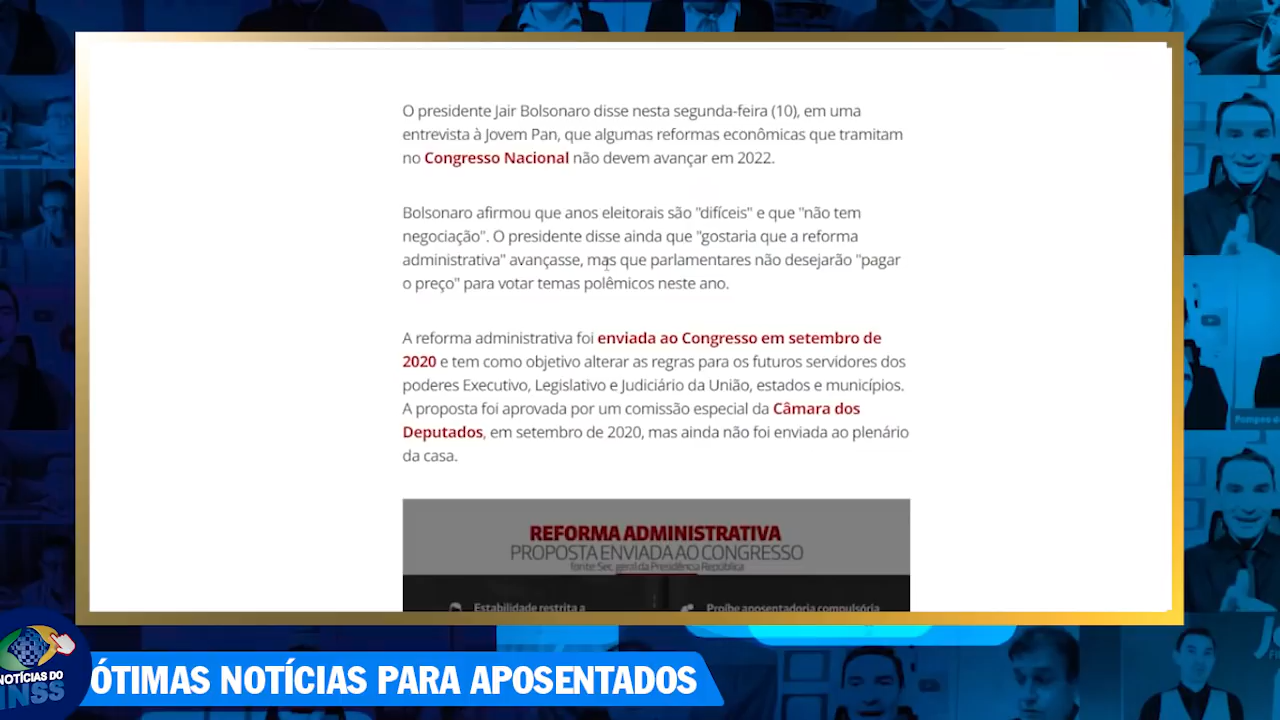 O presidente Jair Bolsonaro disse nesta segunda-feira (10), em uma
entrevista à Jovem Pan, que algumas reformas econômicas que tramitam
no Congresso Nacional não devem avançar em 2022.
Bolsonaro afirmou que anos eleitorais são "difíceis" e que "não tem
negociação". O presidente disse ainda que "gostaria que a reforma
administrativa" avançasse, mas que parlamentares não desejarão "pagar
o preço" para votar temas polêmicos neste ano.
A reforma administrativa foi enviada ao Congresso em setembro de
2020 e tem como objetivo alterar as regras para os futuros servidores dos
poderes Executivo, Legislativo e Judiciário da União, estados e municípios.
A proposta foi aprovada por um comissão especial da Câmara dos
Deputados, em setembro de 2020, mas ainda não foi enviada ao plenário
da casa.
REFORMA ADMINISTRATIVA
PROPOSTA ENVIADA AO CONGRESSO
fonte: Sec. geral da Presidência República
Estabilidade restrita a
Proíbe aposentadoria compulsória
NOTÍCIAS DO
INSS
ÓTIMAS NOTÍCIAS PARA APOSENTADOS